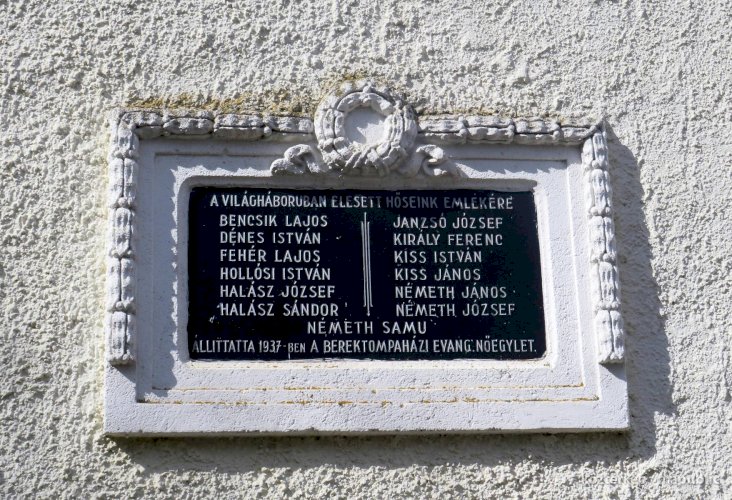 A VILÁGHÁBORUBAN ELESETT HŐSEINK EMLÉKÉRE
BENCSIK LAJOS
DÉNES ISTVÁN
FEHÉR LAJOS
HOLLÓSI ISTVÁN
HALÁSZ JÓZSEF
HALÁSZ SÁNDOR
JANZSÓ JÓZSEF
KIRÁLY FERENC
KISS ISTVÁN
KISS JÁNOS
NÉMETH JÁNOS
NÉMETH JÓZSEF
NÉMETH SAMU
ÁLLITTATTA 1937-BEN A BEREKTOMPAHÁZI EVANG. NŐEGYLET.